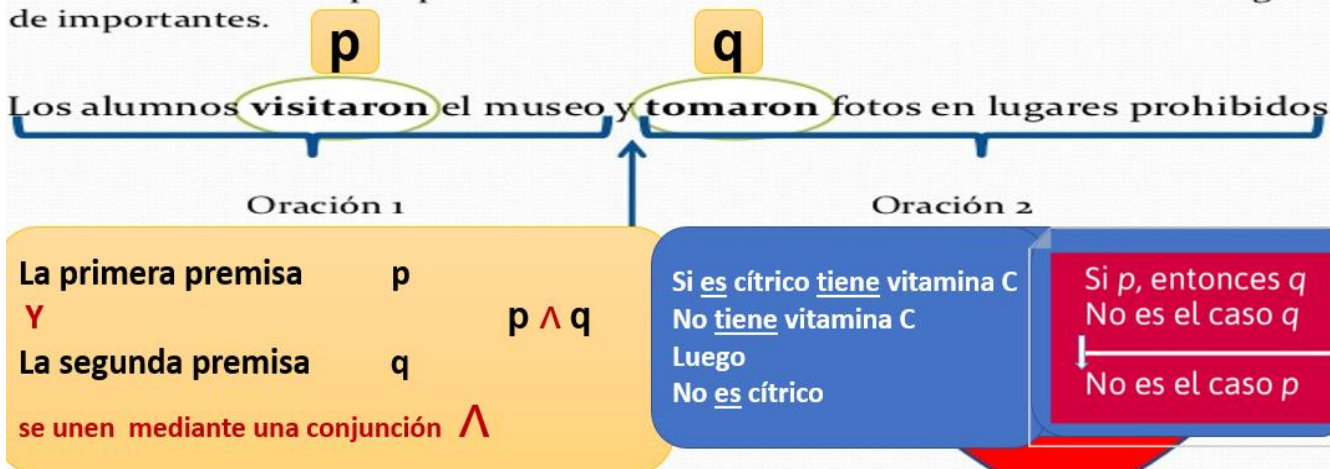 de importantes.
p
q
Los alumnos visitaron el museo y tomaron fotos en lugares prohibidos
Oración 1
Oración 2
La primera premisa p
Y
p ∧ q
La segunda premisa q
se unen mediante una conjunción ∧
Si es cítrico tiene vitamina C
No tiene vitamina C
Luego
No es cítrico
Si p, entonces q
No es el caso q
No es el caso p